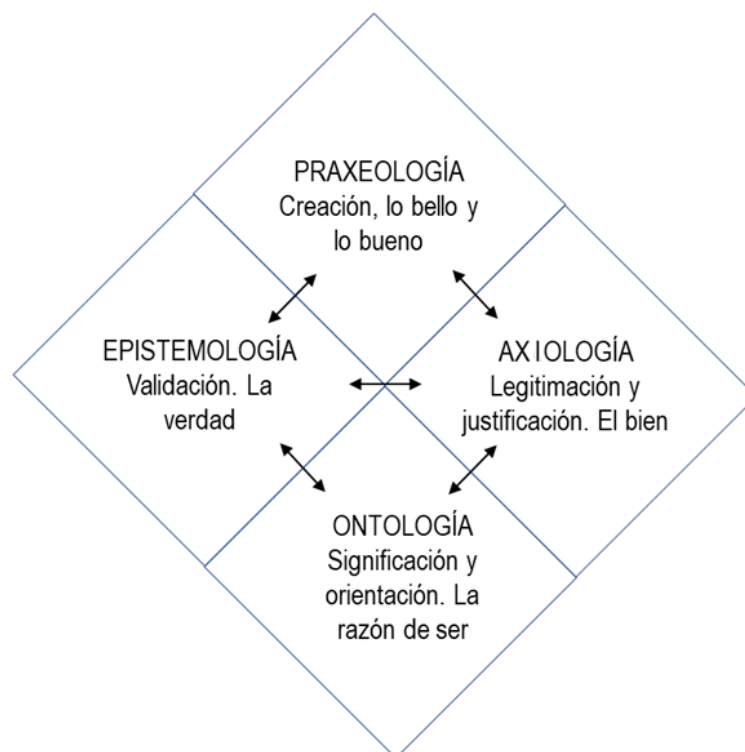 PRAXEOLOGÍA
Creación, lo bello y
lo bueno
EPISTEMOLOGÍA
Validación. La
verdad
AXIOLOGÍA
Legitimación y
justificación. El bien
ONTOLOGÍA
Significación y
orientación. La
razón de ser